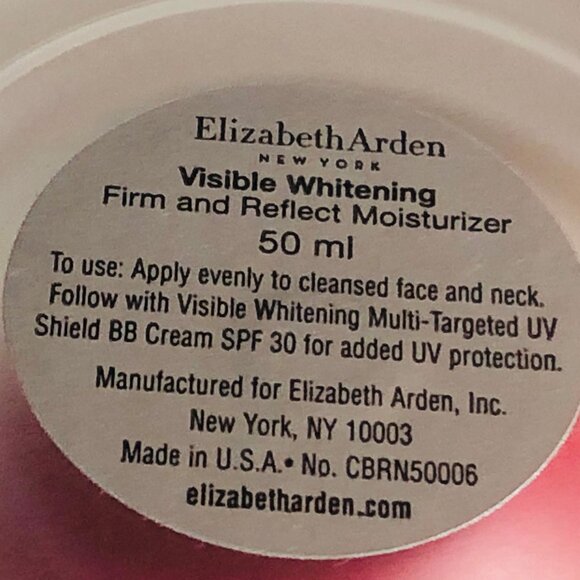 Elizabeth Arden
NEW YORK
Visible Whitening
Firm and Reflect Moisturizer
50 ml
To use: Apply evenly to cleansed face and neck.
Follow with Visible Whitening Multi-Targeted UV
Shield BB Cream SPF 30 for added UV protection.
Manufactured for Elizabeth Arden, Inc.
New York, NY 10003
Made in U.S.A.• No. CBRN50006
elizabetharden.com